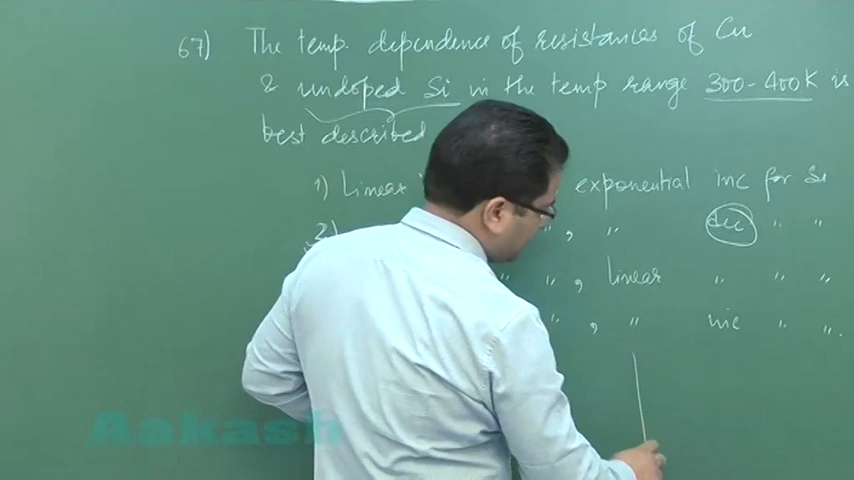 67) The temp. dependence of resistances of Cu
& undoped Si in the temp range 300-400K is
best described
1) Linear exponential inc for Si
2) " , " dec " "
" , linear " " "
" , " inc " ".
Aakash